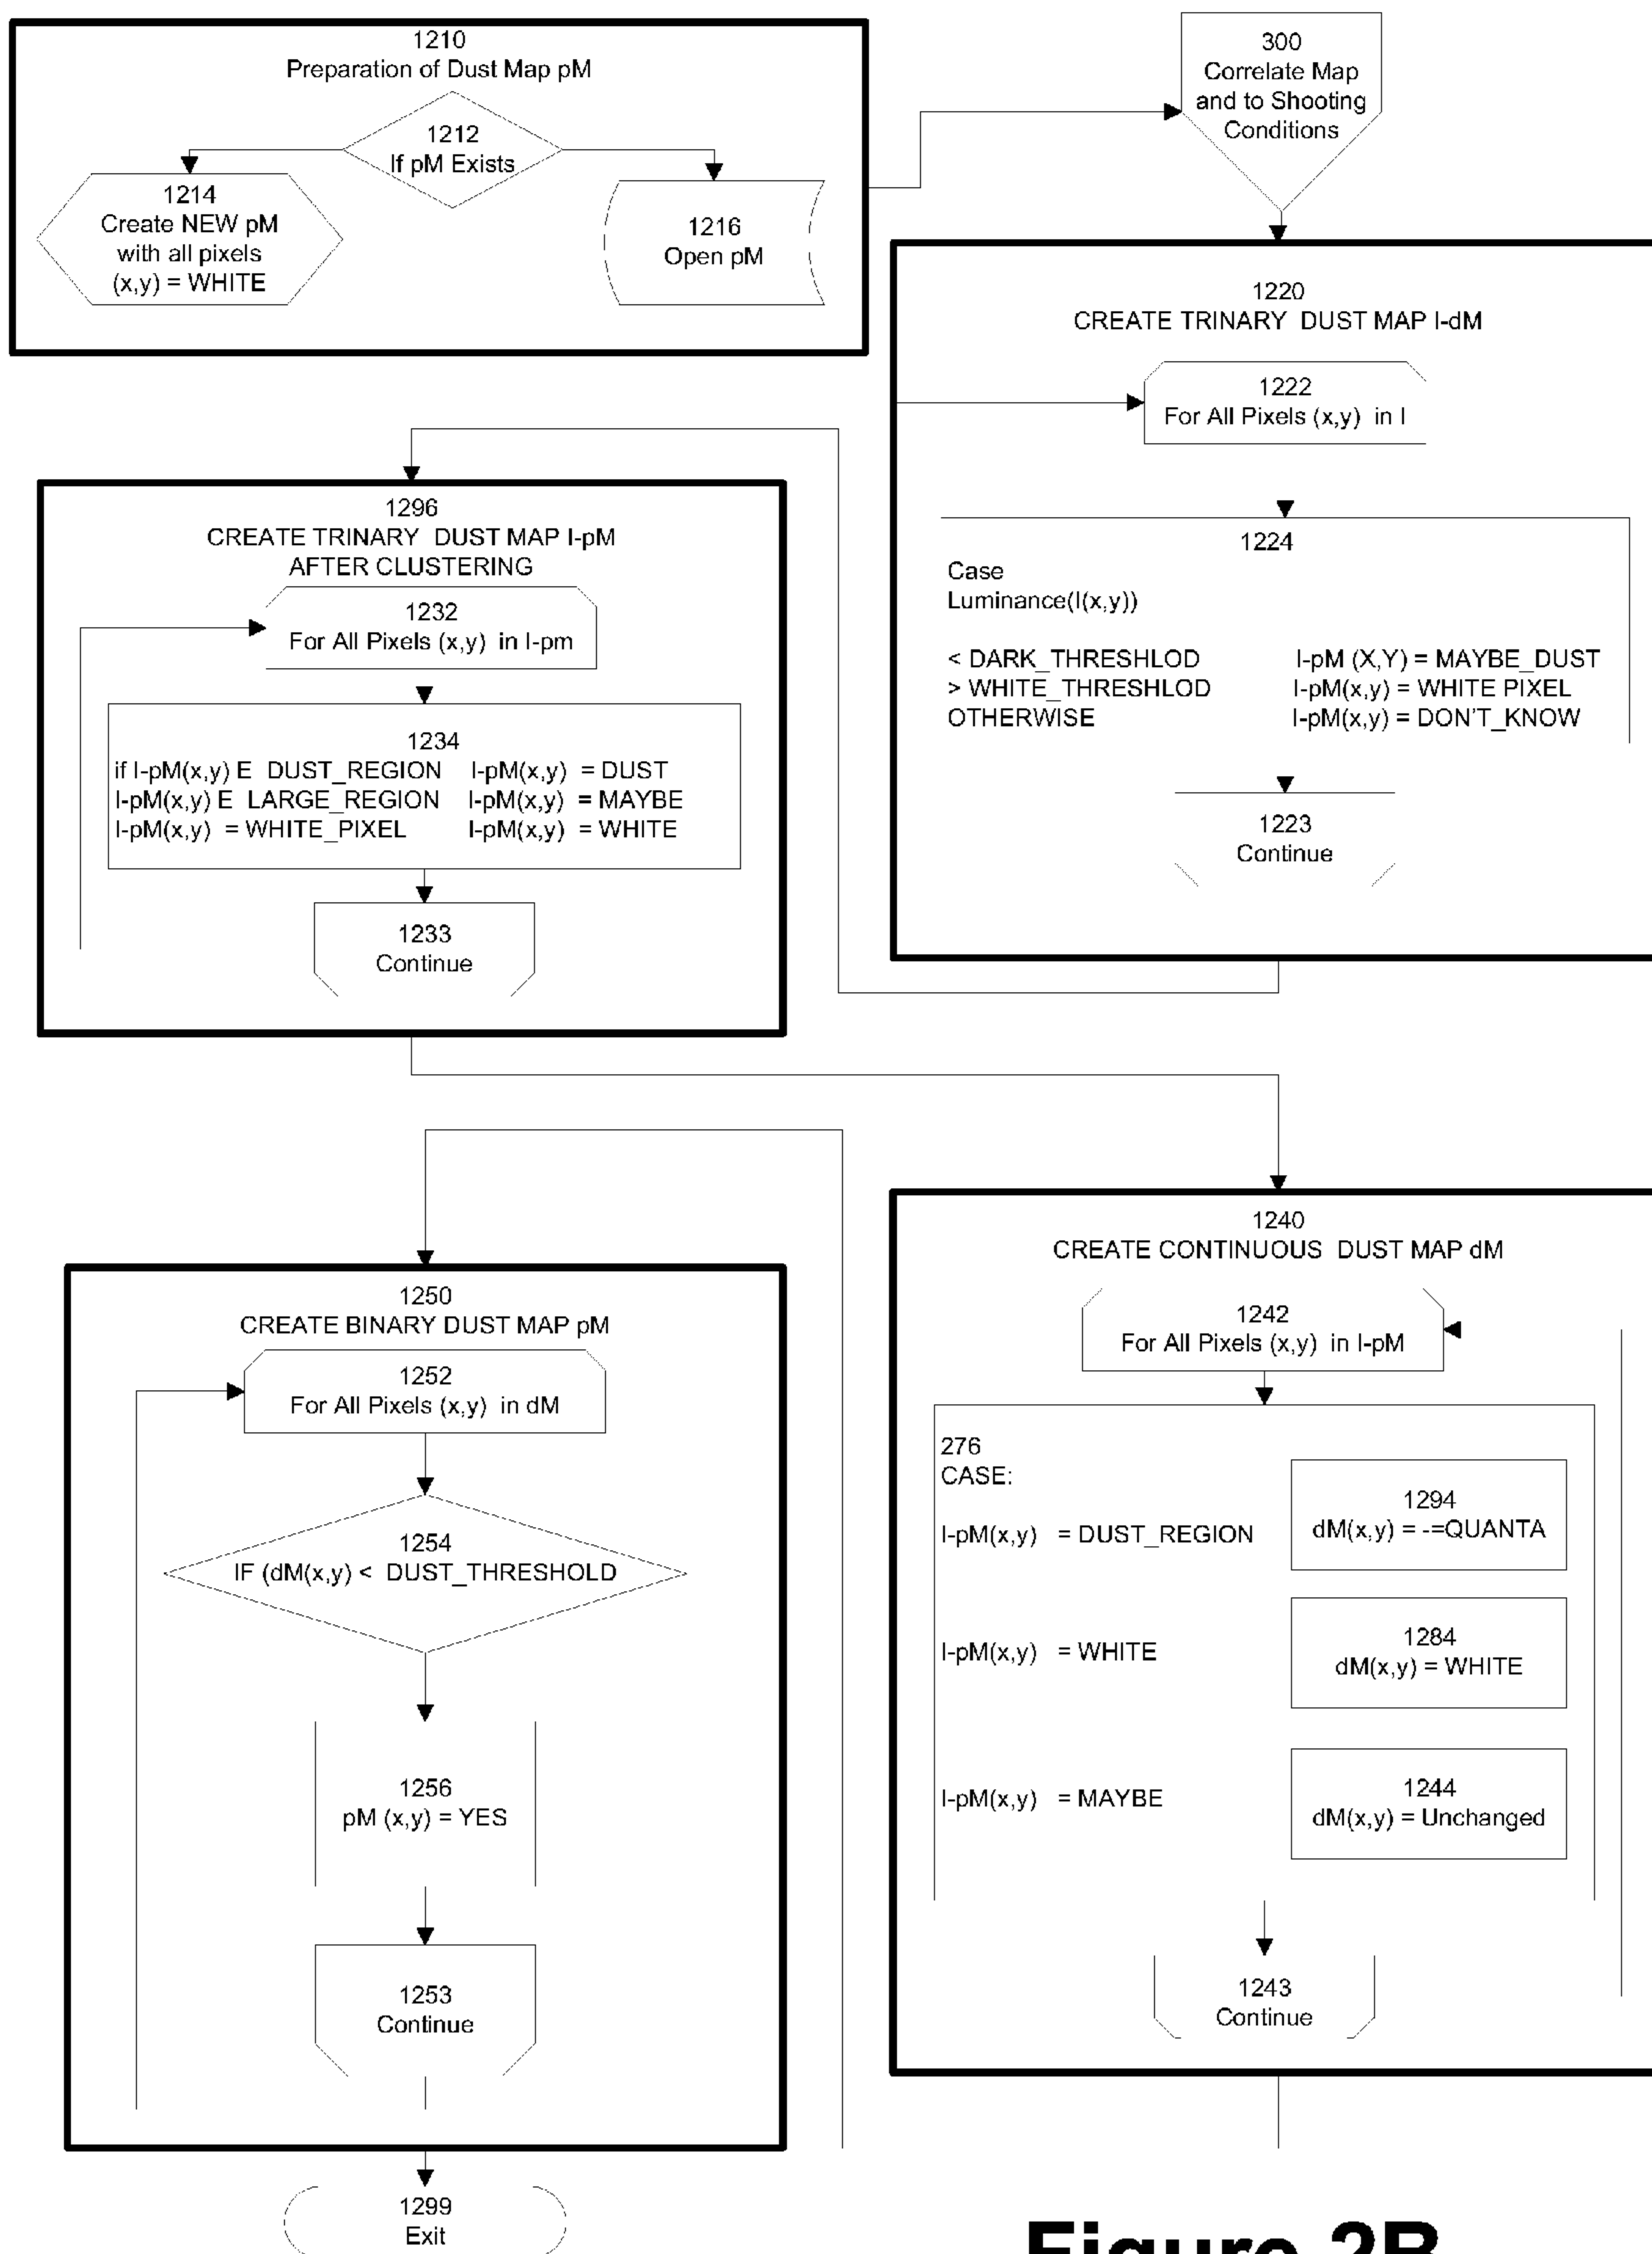 1210
Preparation of Dust Map pM
1212
If pM Exists
1214
Create NEW pM
with all pixels
(x,y) = WHITE
1216
Open pM
300
Correlate Map
and to Shooting
Conditions
1220
CREATE TRINARY DUST MAP I-dM
1222
For All Pixels (x,y) in I
1224
Case
Luminance(I(x,y))
< DARK_THRESHLOD I-pM (X,Y) = MAYBE_DUST
> WHITE_THRESHLOD I-pM(x,y) = WHITE PIXEL
OTHERWISE I-pM(x,y) = DON'T_KNOW
1223
Continue
1296
CREATE TRINARY DUST MAP I-pM
AFTER CLUSTERING
1232
For All Pixels (x,y) in I-pm
1234
if I-pM(x,y) E DUST_REGION I-pM(x,y) = DUST
I-pM(x,y) E LARGE_REGION I-pM(x,y) = MAYBE
I-pM(x,y) = WHITE_PIXEL I-pM(x,y) = WHITE
1233
Continue
1240
CREATE CONTINUOUS DUST MAP dM
1242
For All Pixels (x,y) in I-pM
276
CASE:
I-pM(x,y) = DUST_REGION
1294
dM(x,y) = -=QUANTA
I-pM(x,y) = WHITE
1284
dM(x,y) = WHITE
I-pM(x,y) = MAYBE
1244
dM(x,y) = Unchanged
1243
Continue
1250
CREATE BINARY DUST MAP pM
1252
For All Pixels (x,y) in dM
1254
IF (dM(x,y) < DUST_THRESHOLD
1256
pM (x,y) = YES
1253
Continue
1299
Exit
Figure 2B